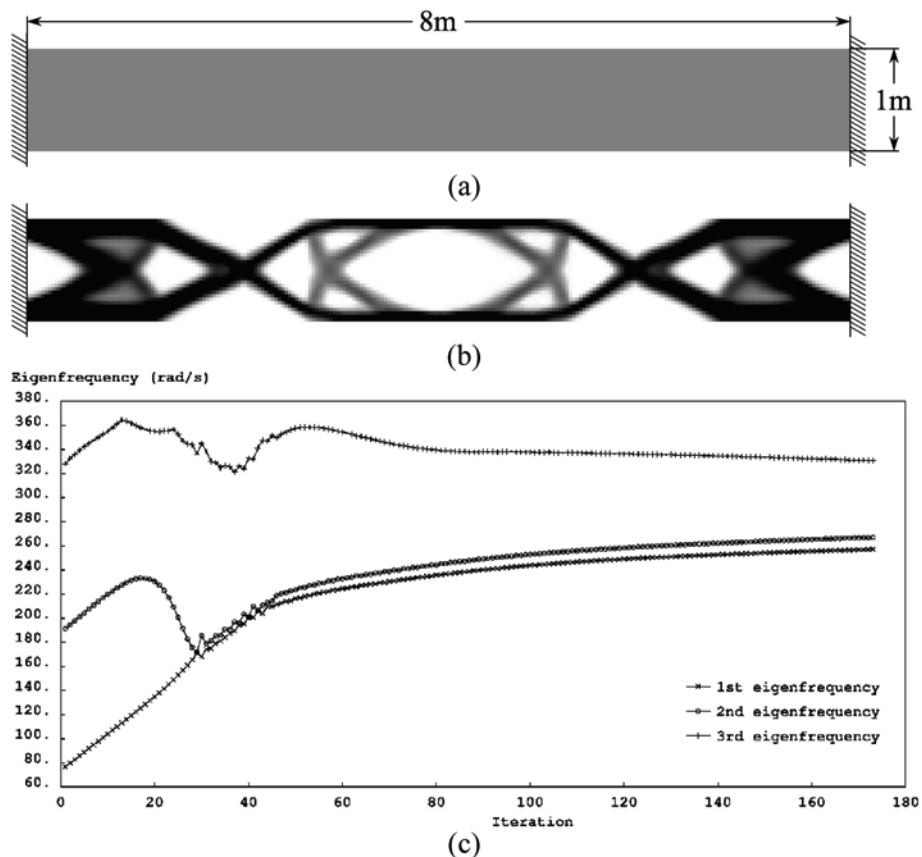 8m
1m
(a)
(b)
Eigenfrequency (rad/s)
380.
360.
340.
320.
300.
280.
260.
240.
220.
200.
180.
160.
140.
120.
100.
80.
60.
1st eigenfrequency
2nd eigenfrequency
3rd eigenfrequency
0 20 40 60 80 100 120 140 160 180
Iteration
(c)